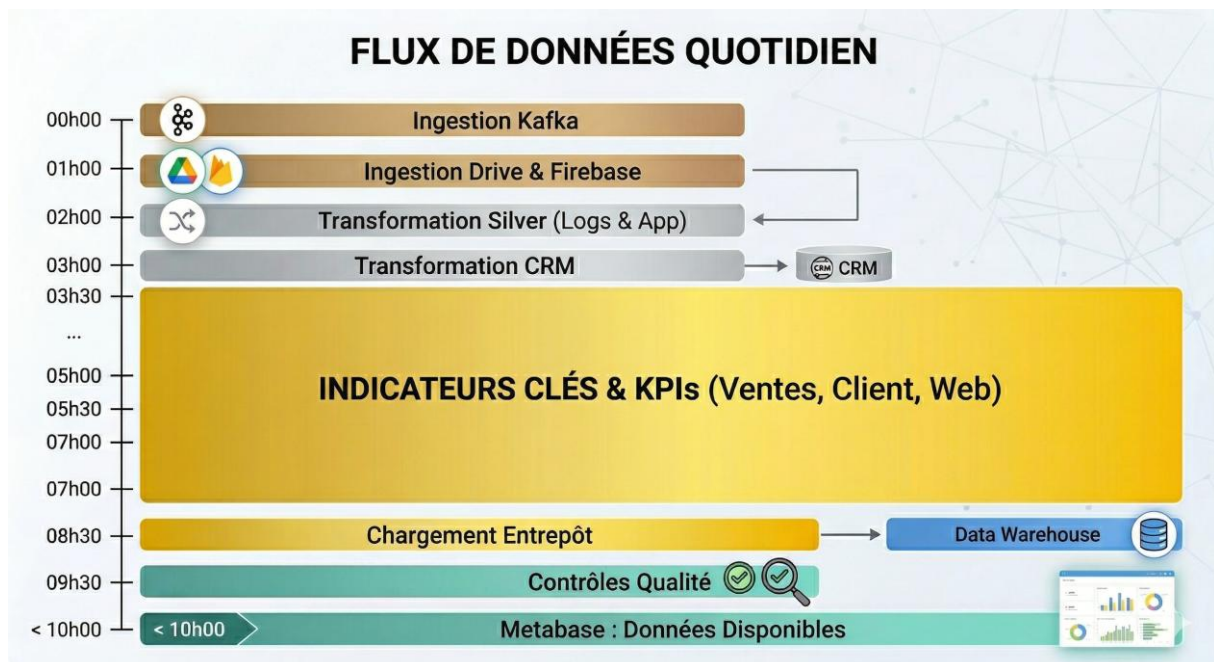 FLUX DE DONNÉES QUOTIDIEN
00h00 Ingestion Kafka
01h00 Ingestion Drive & Firebase
02h00 Transformation Silver (Logs & App)
03h00 Transformation CRM CRM CRM
03h30
...
05h00 INDICATEURS CLÉS & KPIs (Ventes, Client, Web)
05h30
07h00
07h00
08h30 Chargement Entrepôt Data Warehouse
09h30 Contrôles Qualité
< 10h00 < 10h00 Metabase : Données Disponibles